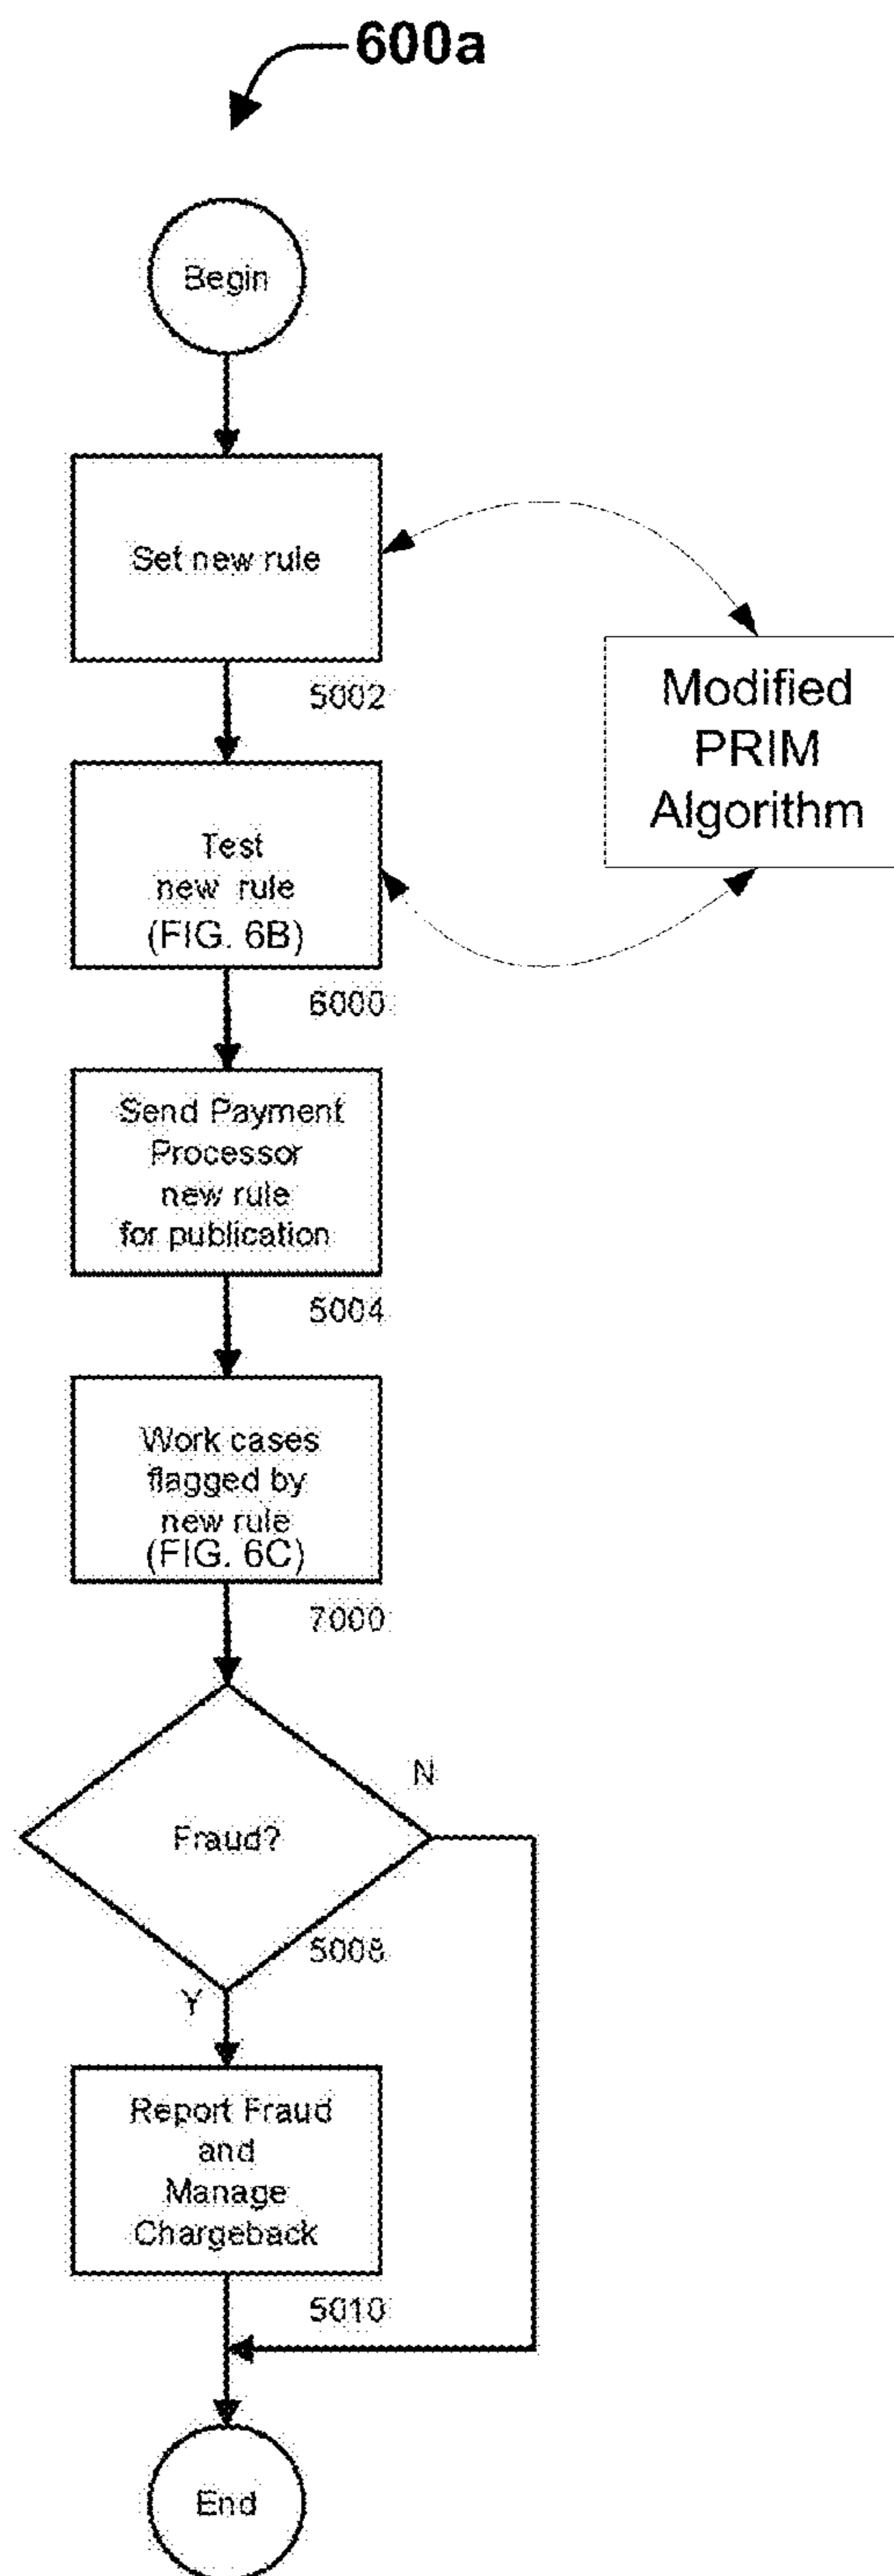 600a
Begin
Set new rule
5002
Modified
PRIM
Algorithm
Test
new rule
(FIG. 6B)
6000
Send Payment
Processor
new rule
for publication
5004
Work cases
flagged by
new rule
(FIG. 6C)
7000
N
Fraud?
5008
Y
Report Fraud
and
Manage
Chargeback
5010
End